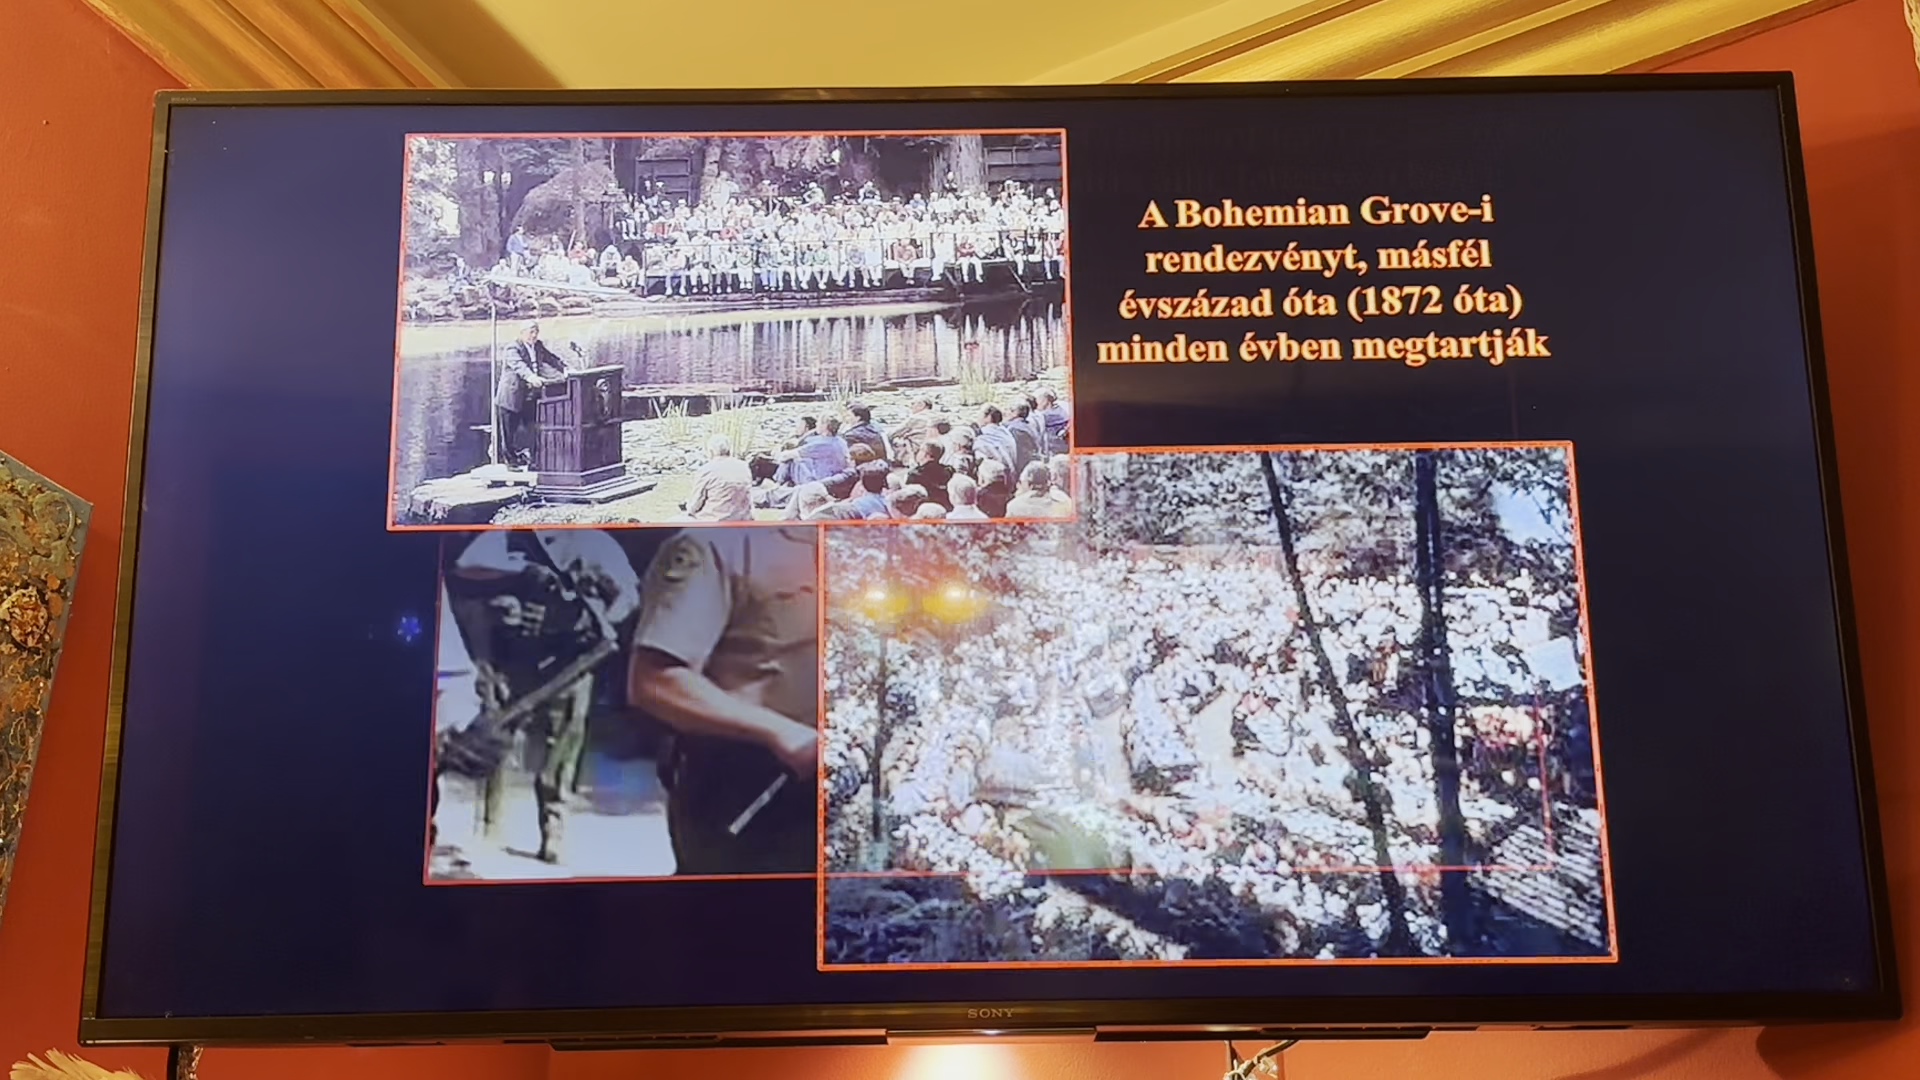 A Bohemian Grove-i
rendezvényt, másfél
évszázad óta (1872 óta)
minden évben megtartják
SONY